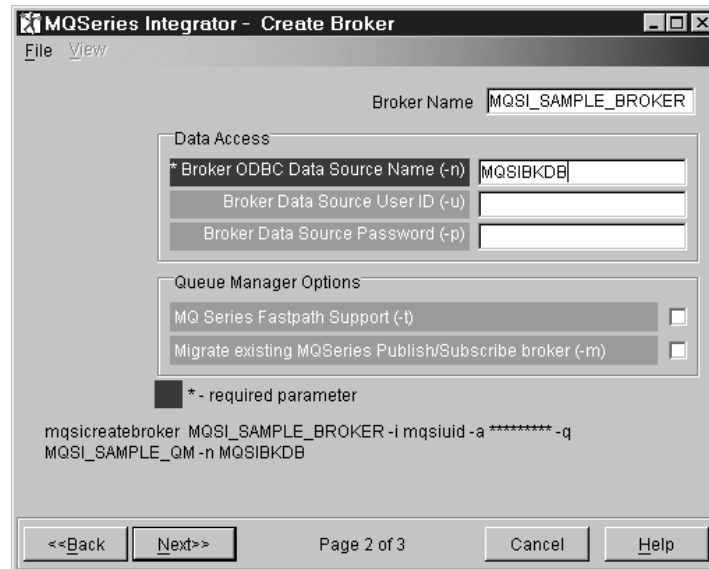 MQSeries Integrator - Create Broker
File View
Broker Name MQSI_SAMPLE_BROKER
Data Access
* Broker ODBC Data Source Name (-n) MQSIBKDB
Broker Data Source User ID (-u)
Broker Data Source Password (-p)
Queue Manager Options
MQ Series Fastpath Support (-t)
Migrate existing MQSeries Publish/Subscribe broker (-m)
* - required parameter
mqsicreatebroker MQSI_SAMPLE_BROKER -i mqsiuid -a ********* -q
MQSI_SAMPLE_QM -n MQSIBKDB
<<Back Next>> Page 2 of 3 Cancel Help